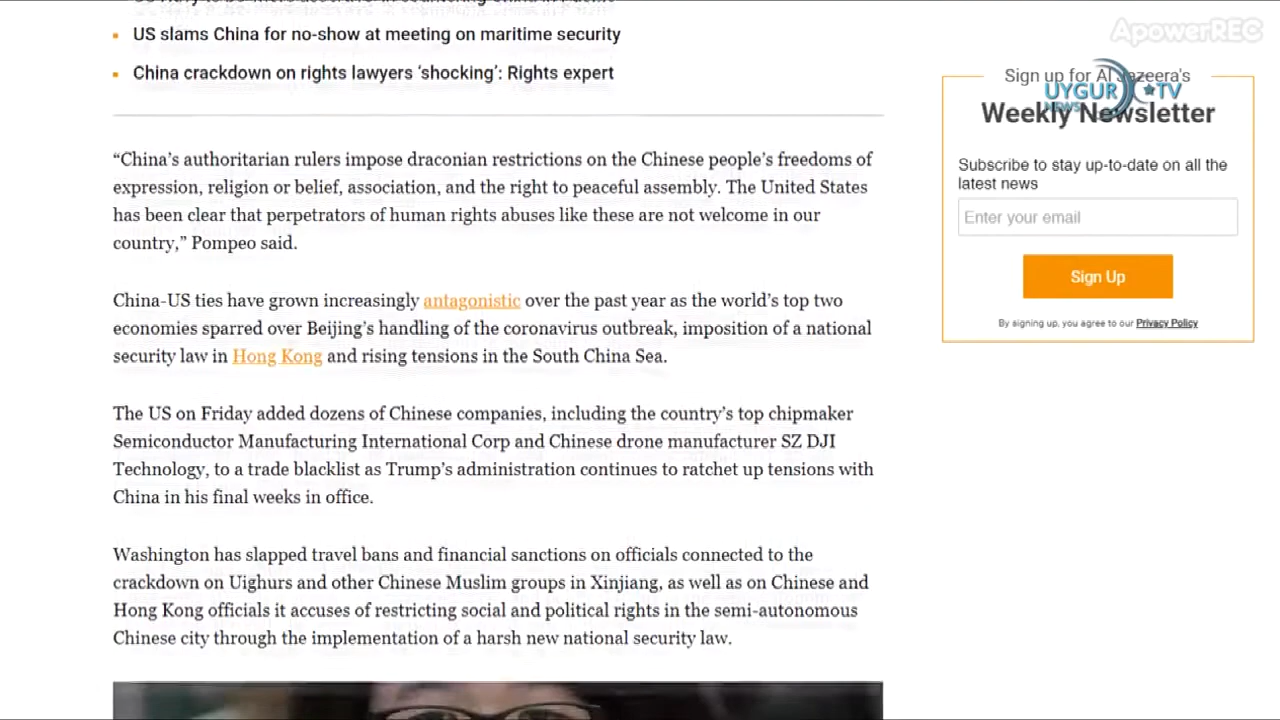 US slams China for no-show at meeting on maritime security
China crackdown on rights lawyers ‘shocking’: Rights expert
“China’s authoritarian rulers impose draconian restrictions on the Chinese people’s freedoms of
expression, religion or belief, association, and the right to peaceful assembly. The United States
has been clear that perpetrators of human rights abuses like these are not welcome in our
country,” Pompeo said.
China-US ties have grown increasingly antagonistic over the past year as the world’s top two
economies sparred over Beijing’s handling of the coronavirus outbreak, imposition of a national
security law in Hong Kong and rising tensions in the South China Sea.
The US on Friday added dozens of Chinese companies, including the country’s top chipmaker
Semiconductor Manufacturing International Corp and Chinese drone manufacturer SZ DJI
Technology, to a trade blacklist as Trump’s administration continues to ratchet up tensions with
China in his final weeks in office.
Washington has slapped travel bans and financial sanctions on officials connected to the
crackdown on Uighurs and other Chinese Muslim groups in Xinjiang, as well as on Chinese and
Hong Kong officials it accuses of restricting social and political rights in the semi-autonomous
Chinese city through the implementation of a harsh new national security law.
ApowerREC
Sign up for Al Jazeera's
UYGUR TV
NEWS
Weekly Newsletter
Subscribe to stay up-to-date on all the
latest news
Enter your email
Sign Up
By signing up, you agree to our Privacy Policy